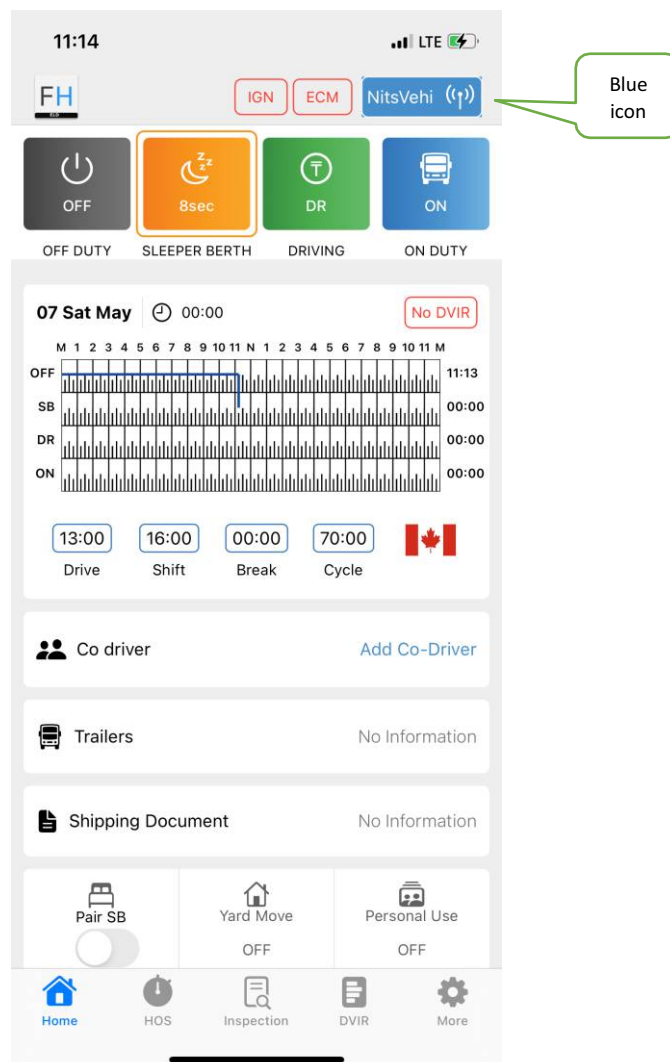 11:14
LTE
FH
ELD
IGN
ECM
NitsVehi
Blue
icon
z z z
OFF
8sec
DR
ON
OFF DUTY
SLEEPER BERTH
DRIVING
ON DUTY
07 Sat May
00:00
No DVIR
M 1 2 3 4 5 6 7 8 9 10 11 N 1 2 3 4 5 6 7 8 9 10 11 M
OFF 11:13
SB 00:00
DR 00:00
ON 00:00
13:00 16:00 00:00 70:00
Drive Shift Break Cycle
Co driver Add Co-Driver
Trailers No Information
Shipping Document No Information
Pair SB Yard Move Personal Use
OFF OFF
Home HOS Inspection DVIR More